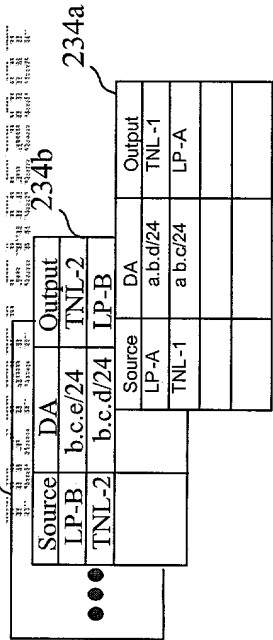 234b
Source DA Output
LP-B b.c.e/24 TNL-2
TNL-2 b.c.d/24 LP-B
234a
Source DA Output
LP-A a.b.d/24 TNL-1
TNL-1 a b.c/24 LP-A